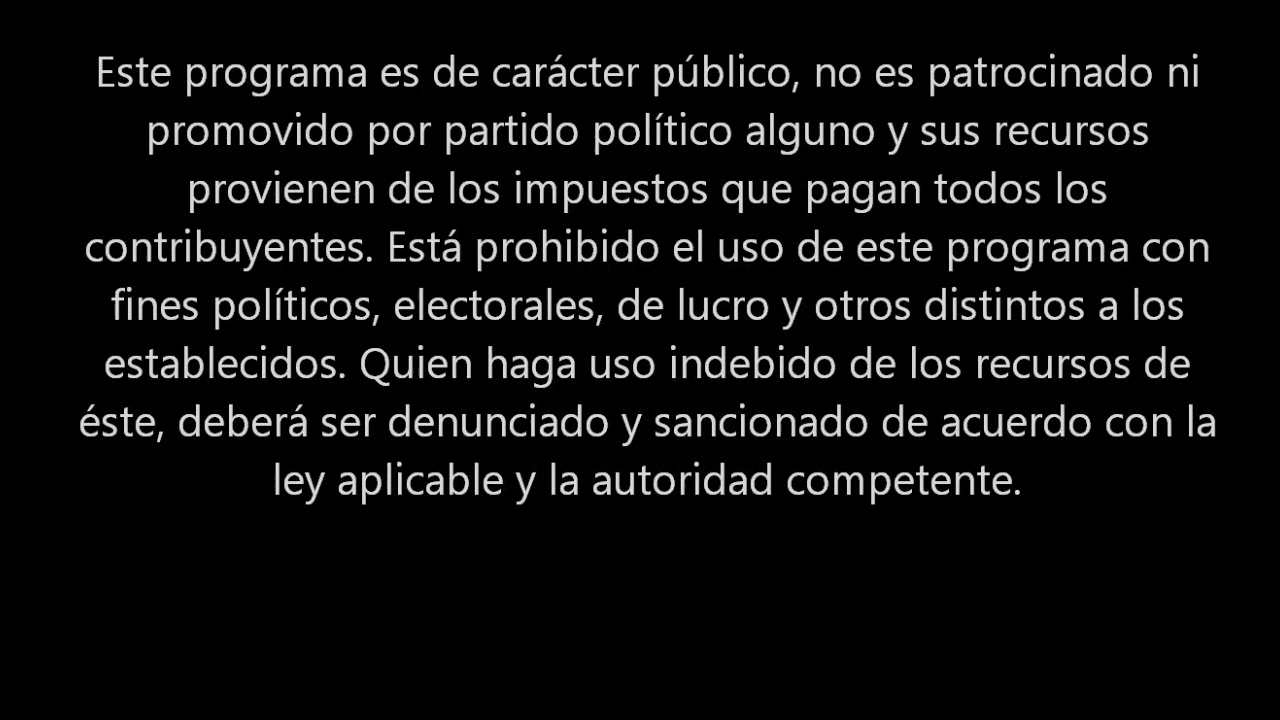 Este programa es de carácter público, no es patrocinado ni
promovido por partido político alguno y sus recursos
provienen de los impuestos que pagan todos los
contribuyentes. Está prohibido el uso de este programa con
fines políticos, electorales, de lucro y otros distintos a los
establecidos. Quien haga uso indebido de los recursos de
éste, deberá ser denunciado y sancionado de acuerdo con la
ley aplicable y la autoridad competente.